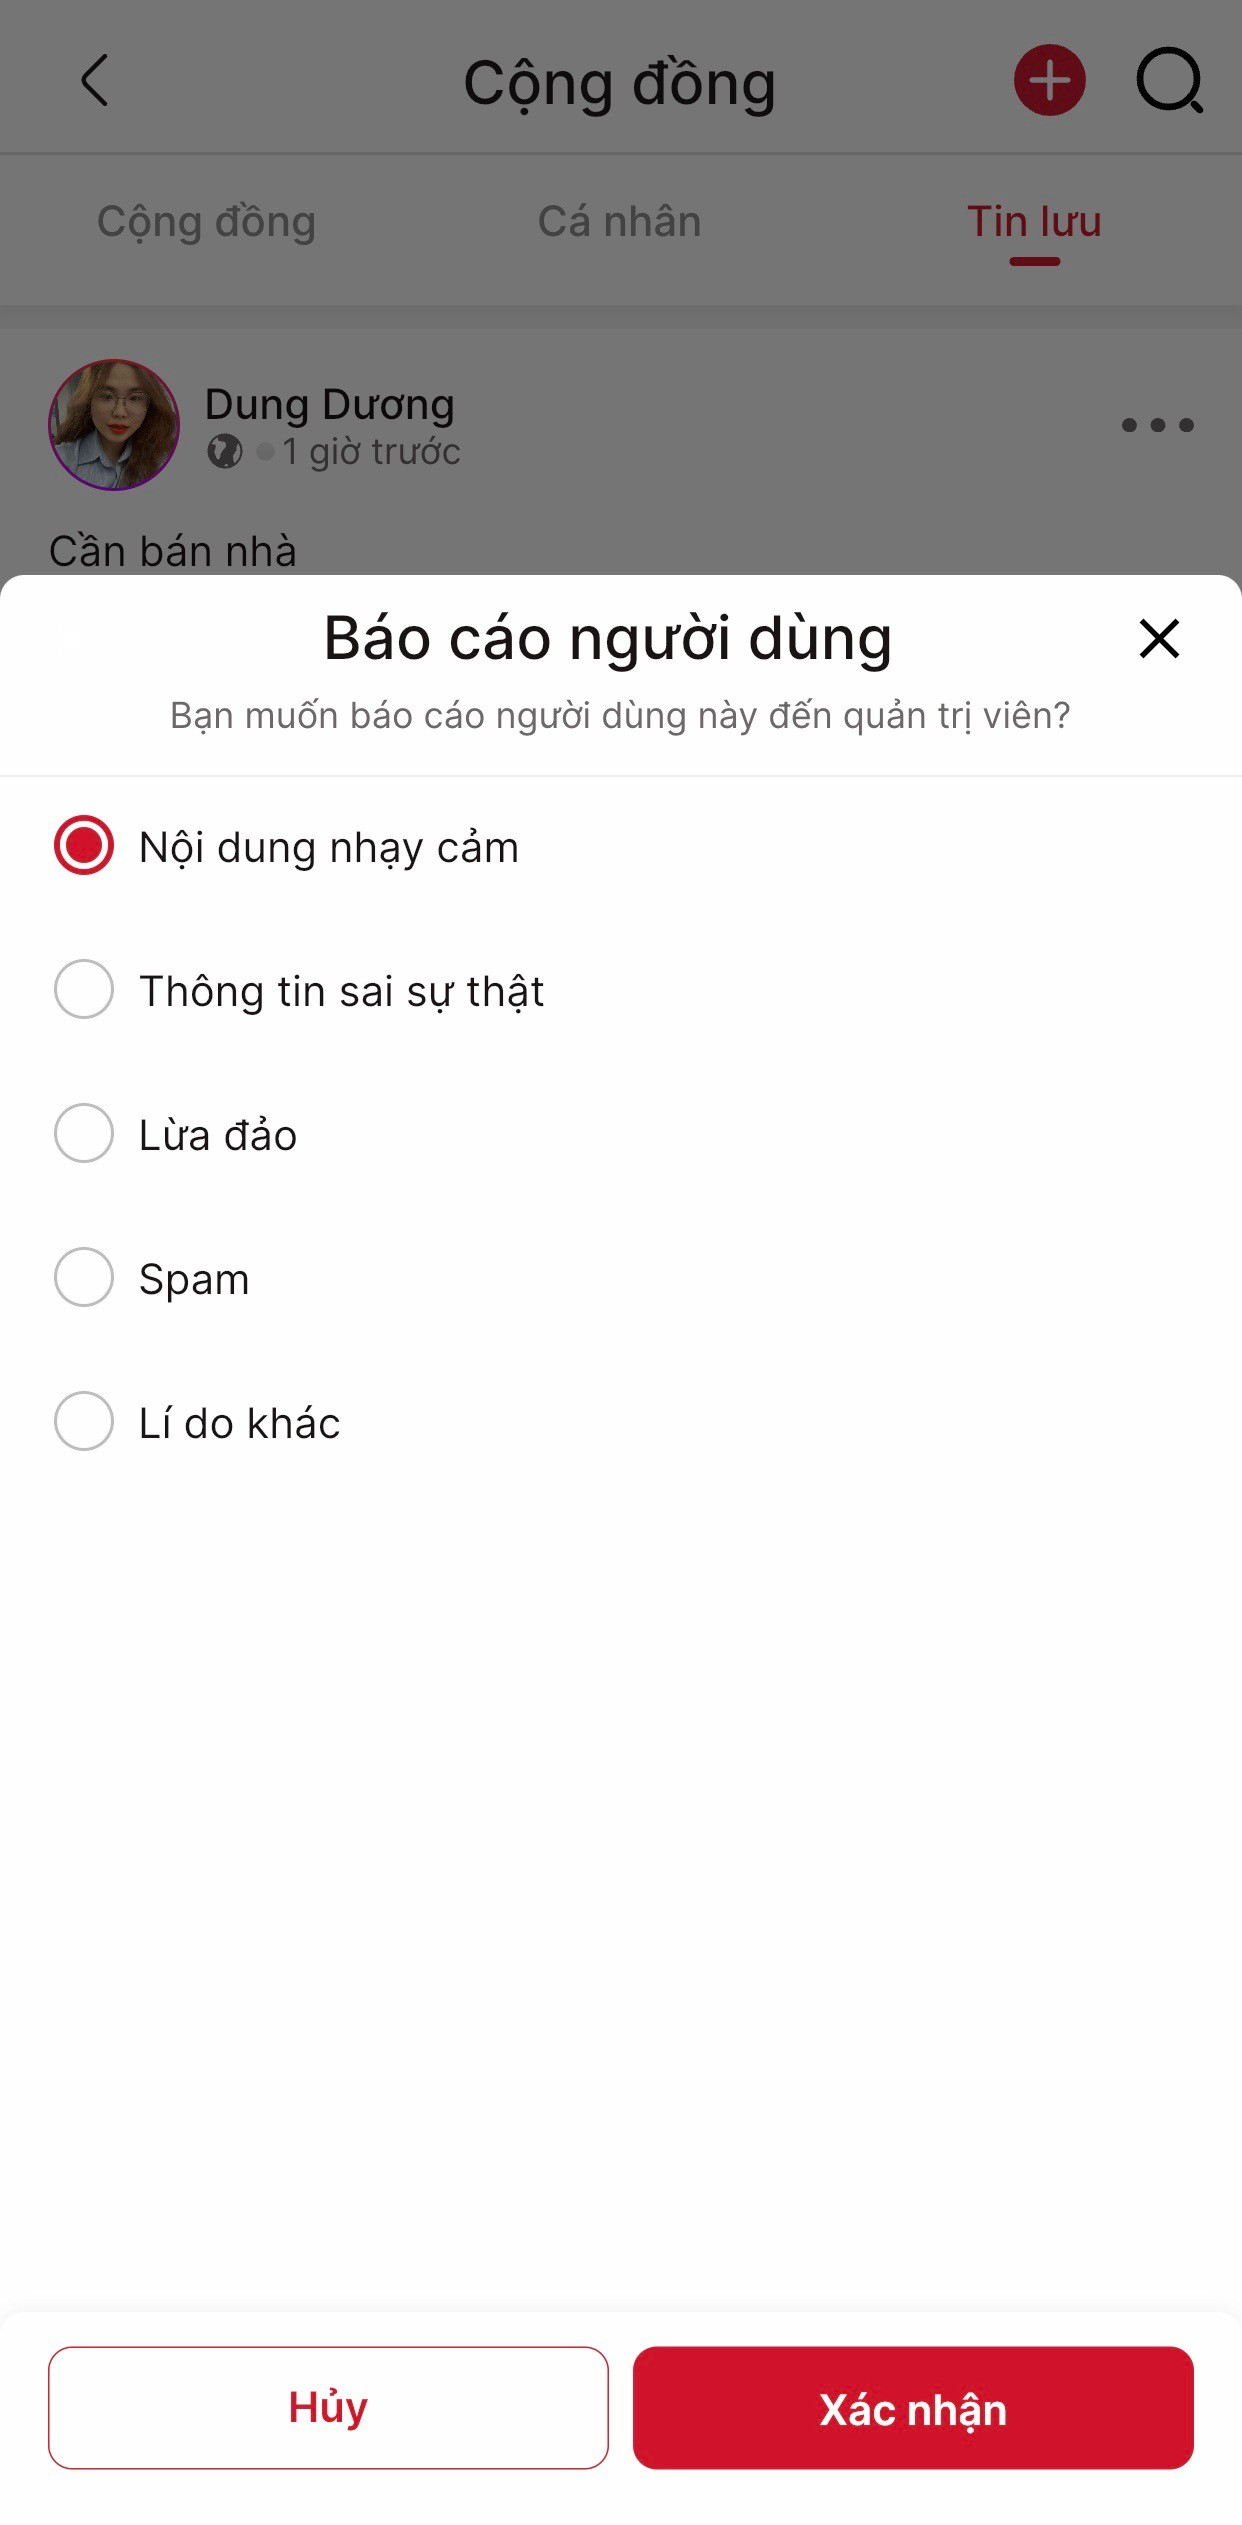 Cộng đồng
Cộng đồng
Cá nhân
Tin lưu
Dung Dương
1 giờ trước
Cần bán nhà
Báo cáo người dùng
Bạn muốn báo cáo người dùng này đến quản trị viên?
Nội dung nhạy cảm
Thông tin sai sự thật
Lừa đảo
Spam
Lí do khác
Hủy
Xác nhận